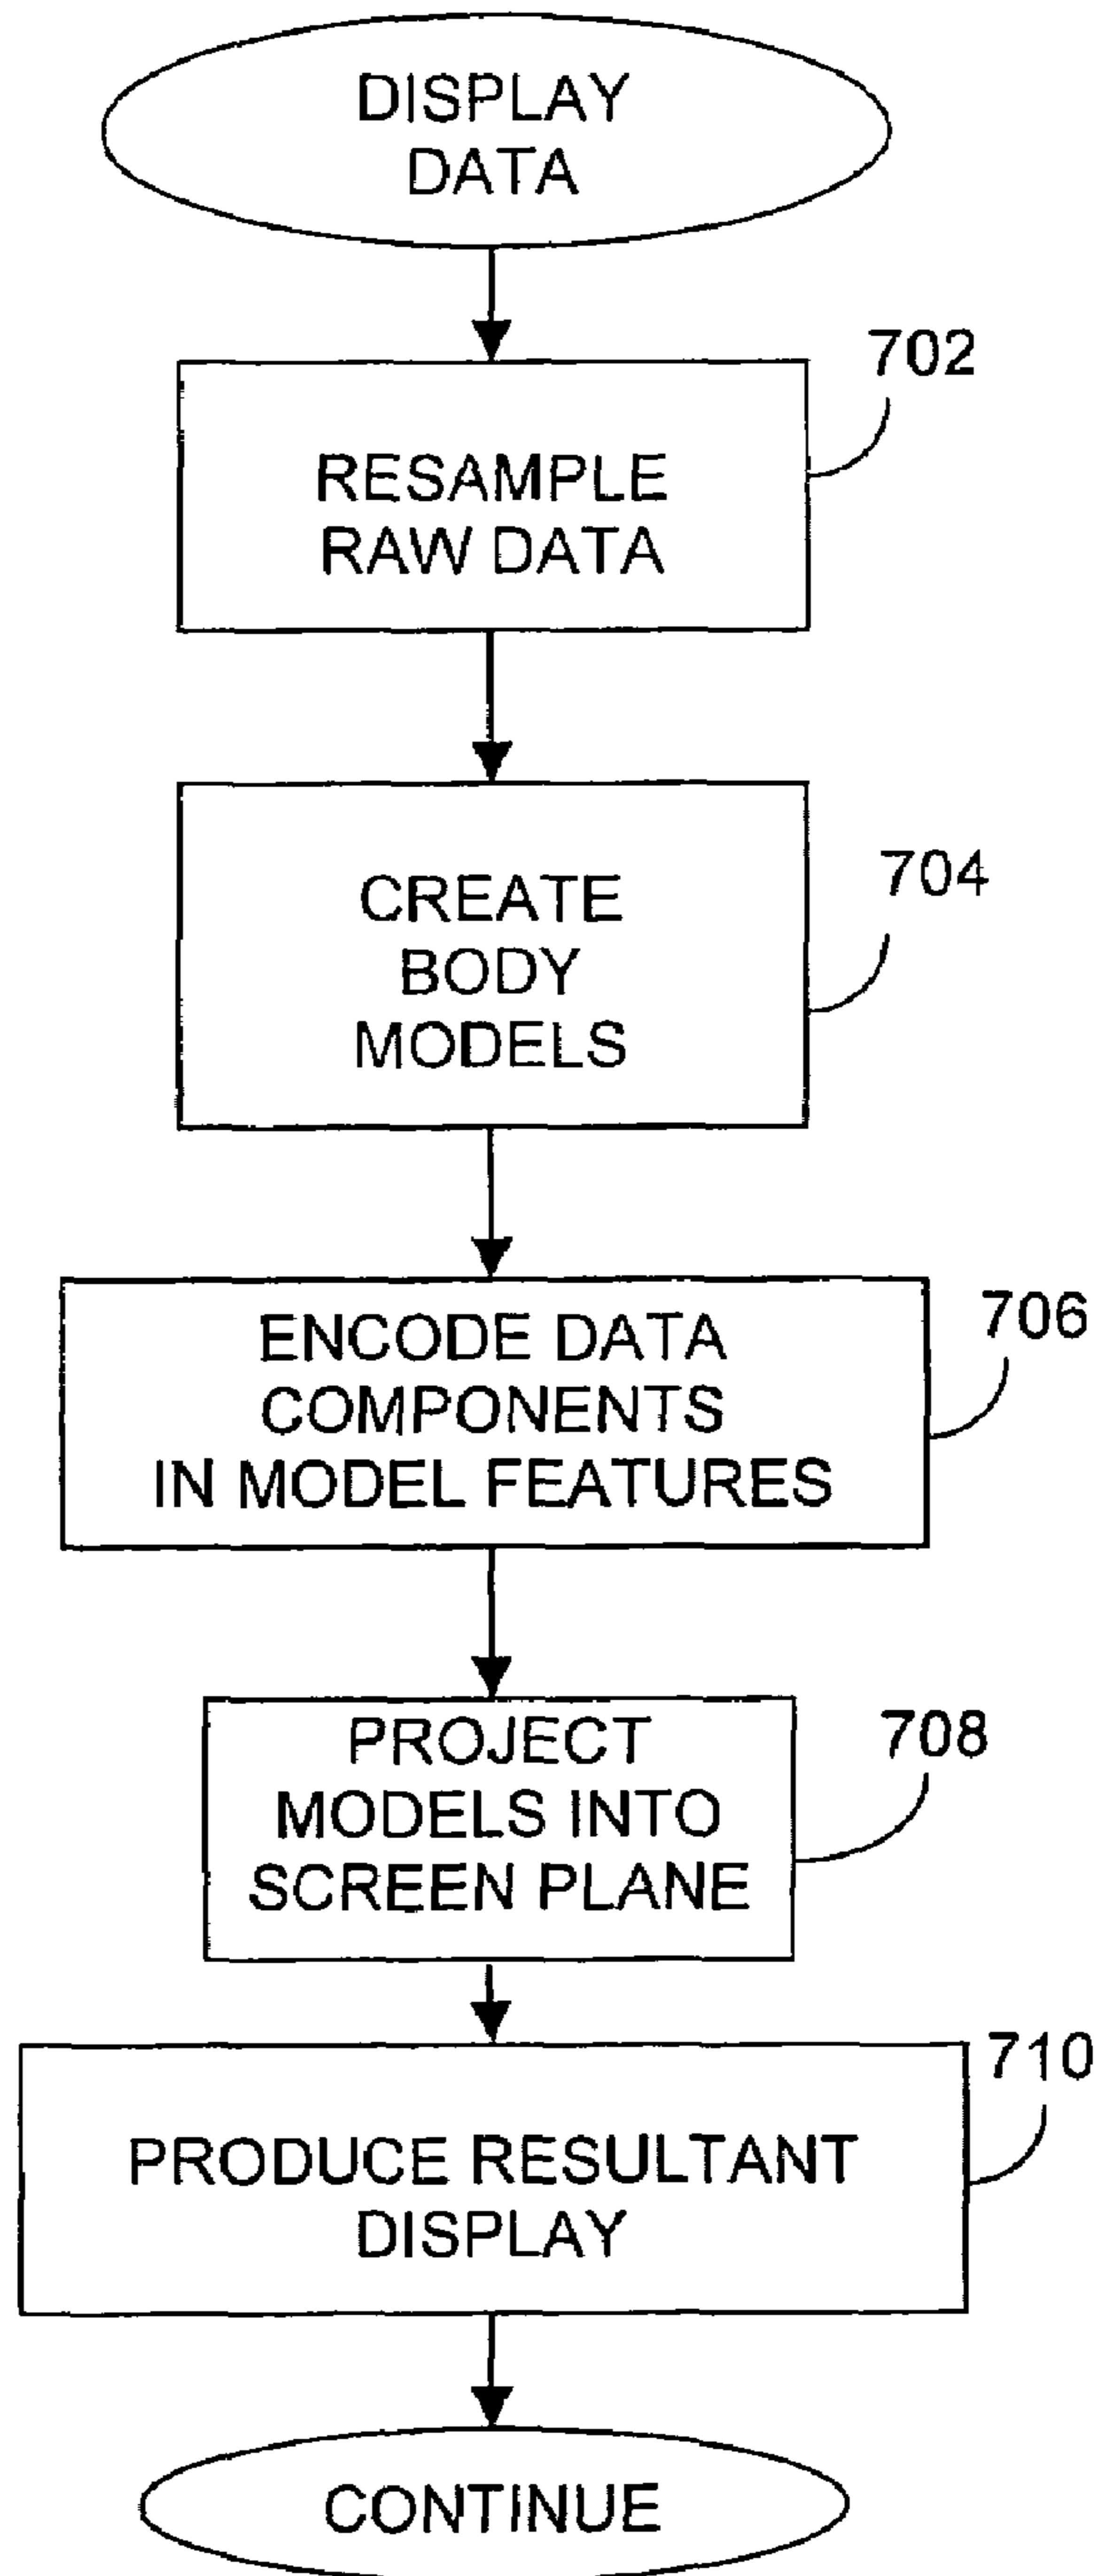 DISPLAY
DATA
702
RESAMPLE
RAW DATA
704
CREATE
BODY
MODELS
706
ENCODE DATA
COMPONENTS
IN MODEL FEATURES
708
PROJECT
MODELS INTO
SCREEN PLANE
710
PRODUCE RESULTANT
DISPLAY
CONTINUE